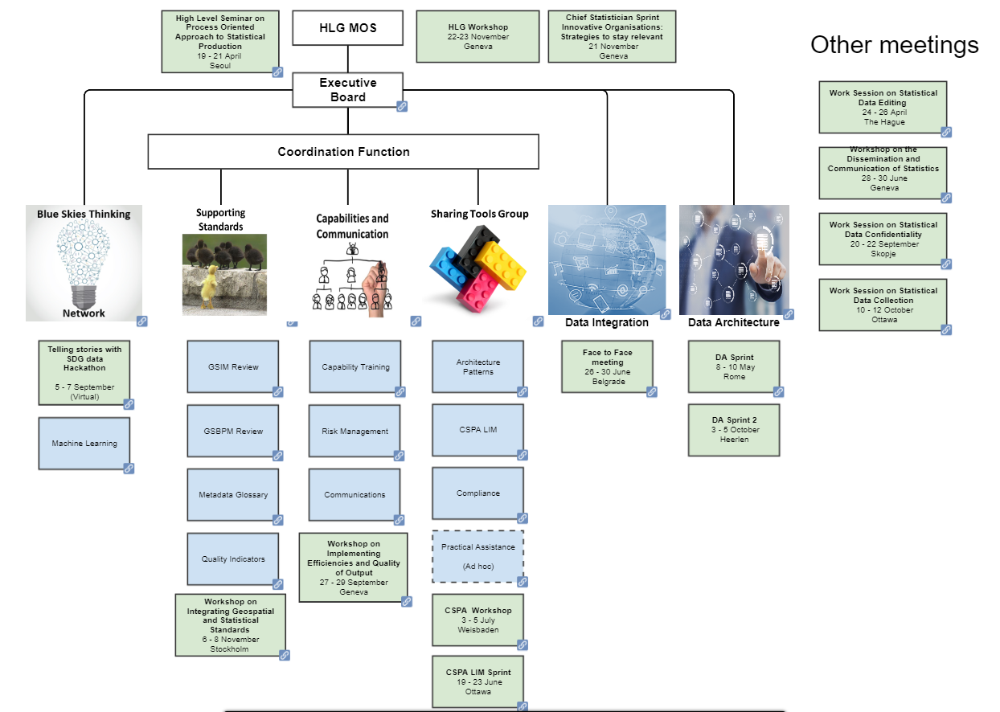 High Level Seminar on
Process Oriented
Approach to Statistical
Production
19 - 21 April
Seoul
HLG MOS
HLG Workshop
22-23 November
Geneva
Chief Statistician Sprint
Innovative Organisations:
Strategies to stay relevant
21 November
Geneva
Other meetings
Executive
Board
Coordination Function
Work Session on Statistical
Data Editing
24 - 26 April
The Hague
Workshop on the
Dissemination and
Communication of Statistics
28 - 30 June
Geneva
Work Session on Statistical
Data Confidentiality
20 - 22 September
Skopje
Work Session on Statistical
Data Collection
10 - 12 October
Ottawa
Blue Skies Thinking
Network
Supporting
Standards
Capabilities and
Communication
Sharing Tools Group
Data Integration
Data Architecture
Telling stories with
SDG data
Hackathon
5 - 7 September
(Virtual)
Machine Learning
GSIM Review
GSBPM Review
Metadata Glossary
Quality Indicators
Workshop on
Integrating Geospatial
and Statistical
Standards
6 - 8 November
Stockholm
Capability Training
Risk Management
Communications
Workshop on
Implementing
Efficiencies and Quality
of Output
27 - 29 September
Geneva
Architecture
Patterns
CSPA LIM
Compliance
Practical Assistance
(Ad hoc)
CSPA Workshop
3 - 5 July
Weisbaden
CSPA LIM Sprint
19 - 23 June
Ottawa
Face to Face
meeting
26 - 30 June
Belgrade
DA Sprint
8 - 10 May
Rome
DA Sprint 2
3 - 5 October
Heerlen